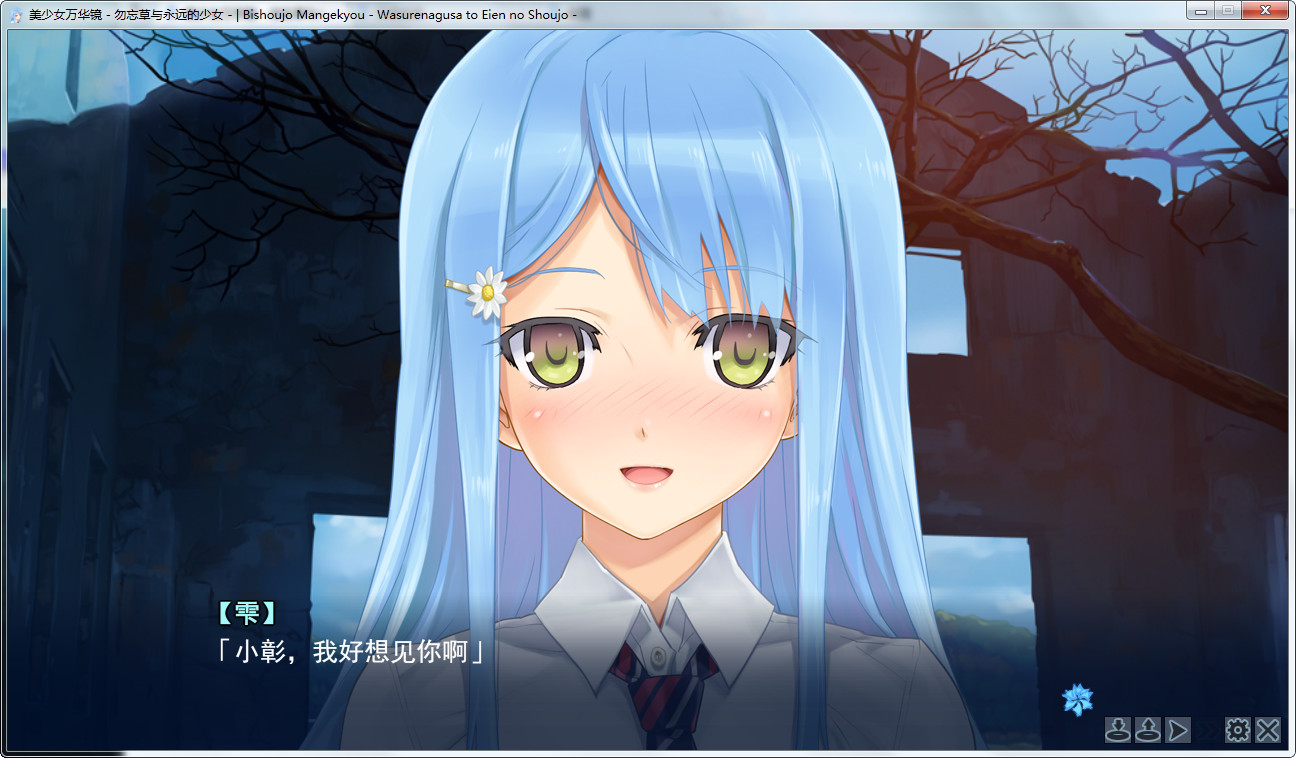 美少女万华镜 - 勿忘草与永远的少女 - | Bishoujo Mangekyou - Wasurenagusa to Eien no Shoujo -
【雫】
「小彰，我好想见你啊」